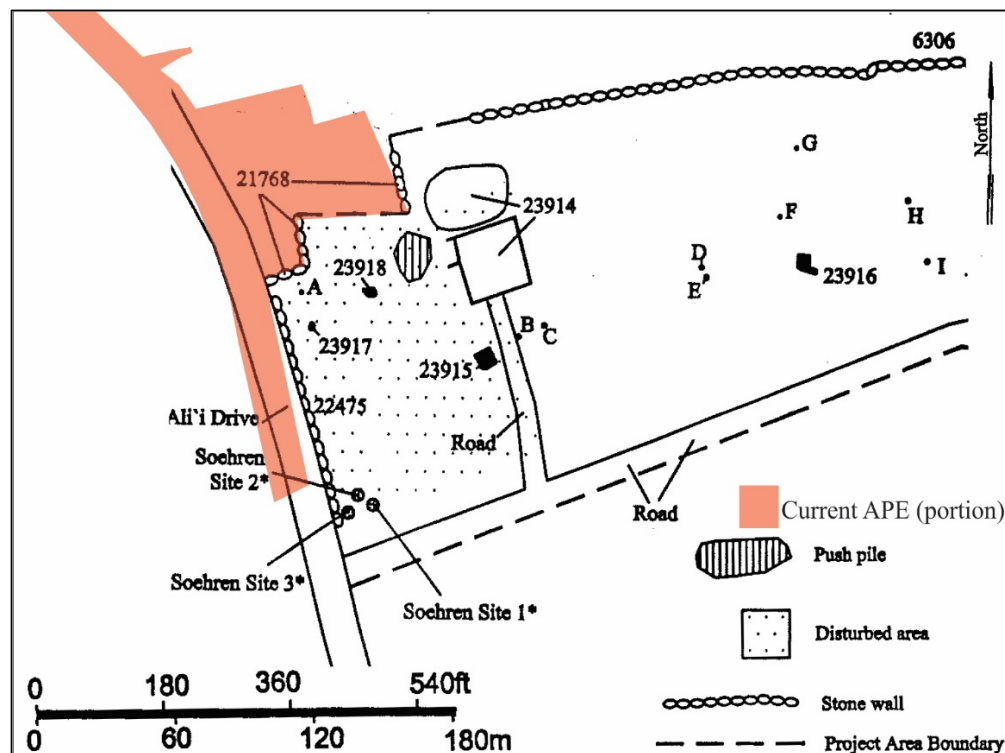 6306
North
G
21768
F
H
23914
D
23918
I
E
23916
A
B
C
23917
23915
22475
Ali'i Drive
Road
Soehren
Site 2*
Road
Current APE (portion)
Push pile
Soehren Site 3*
Soehren Site 1*
Disturbed area
0 180 360 540ft
Stone wall
0 60 120 180m
Project Area Boundary